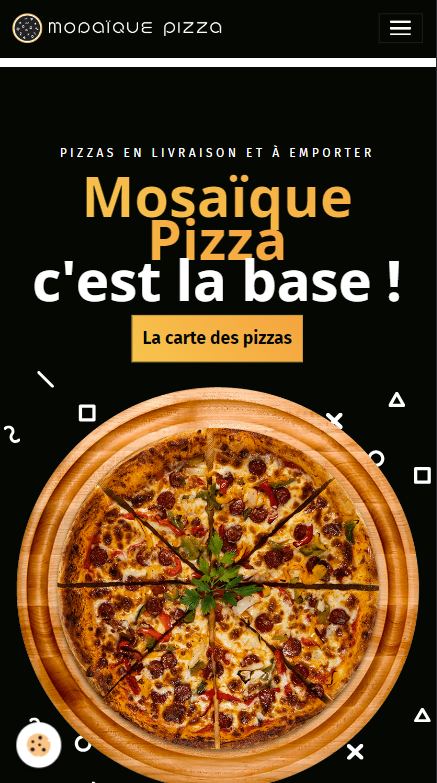 mosaïque pizza
PIZZAS EN LIVRAISON ET À EMPORTER
Mosaïque
Pizza
c'est la base !
La carte des pizzas